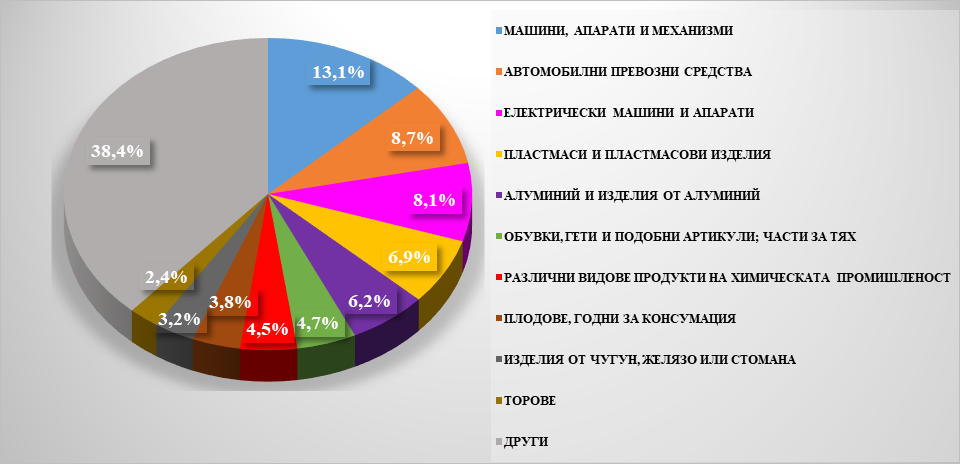 13,1%
8,7%
8,1%
6,9%
6,2%
4,7%
4,5%
3,8%
3,2%
2,4%
38,4%
МАШИНИ, АПАРАТИ И МЕХАНИЗМИ
АВТОМОБИЛНИ ПРЕВОЗНИ СРЕДСТВА
ЕЛЕКТРИЧЕСКИ МАШИНИ И АПАРАТИ
ПЛАСТМАСИ И ПЛАСТМАСОВИ ИЗДЕЛИЯ
АЛУМИНИЙ И ИЗДЕЛИЯ ОТ АЛУМИНИЙ
ОБУВКИ, ГЕТИ И ПОДОБНИ АРТИКУЛИ; ЧАСТИ ЗА ТЯХ
РАЗЛИЧНИ ВИДОВЕ ПРОДУКТИ НА ХИМИЧЕСКАТА ПРОМИШЛЕНОСТ
ПЛОДОВЕ, ГОДНИ ЗА КОНСУМАЦИЯ
ИЗДЕЛИЯ ОТ ЧУГУН, ЖЕЛЯЗО ИЛИ СТОМАНА
ТОРОВЕ
ДРУГИ